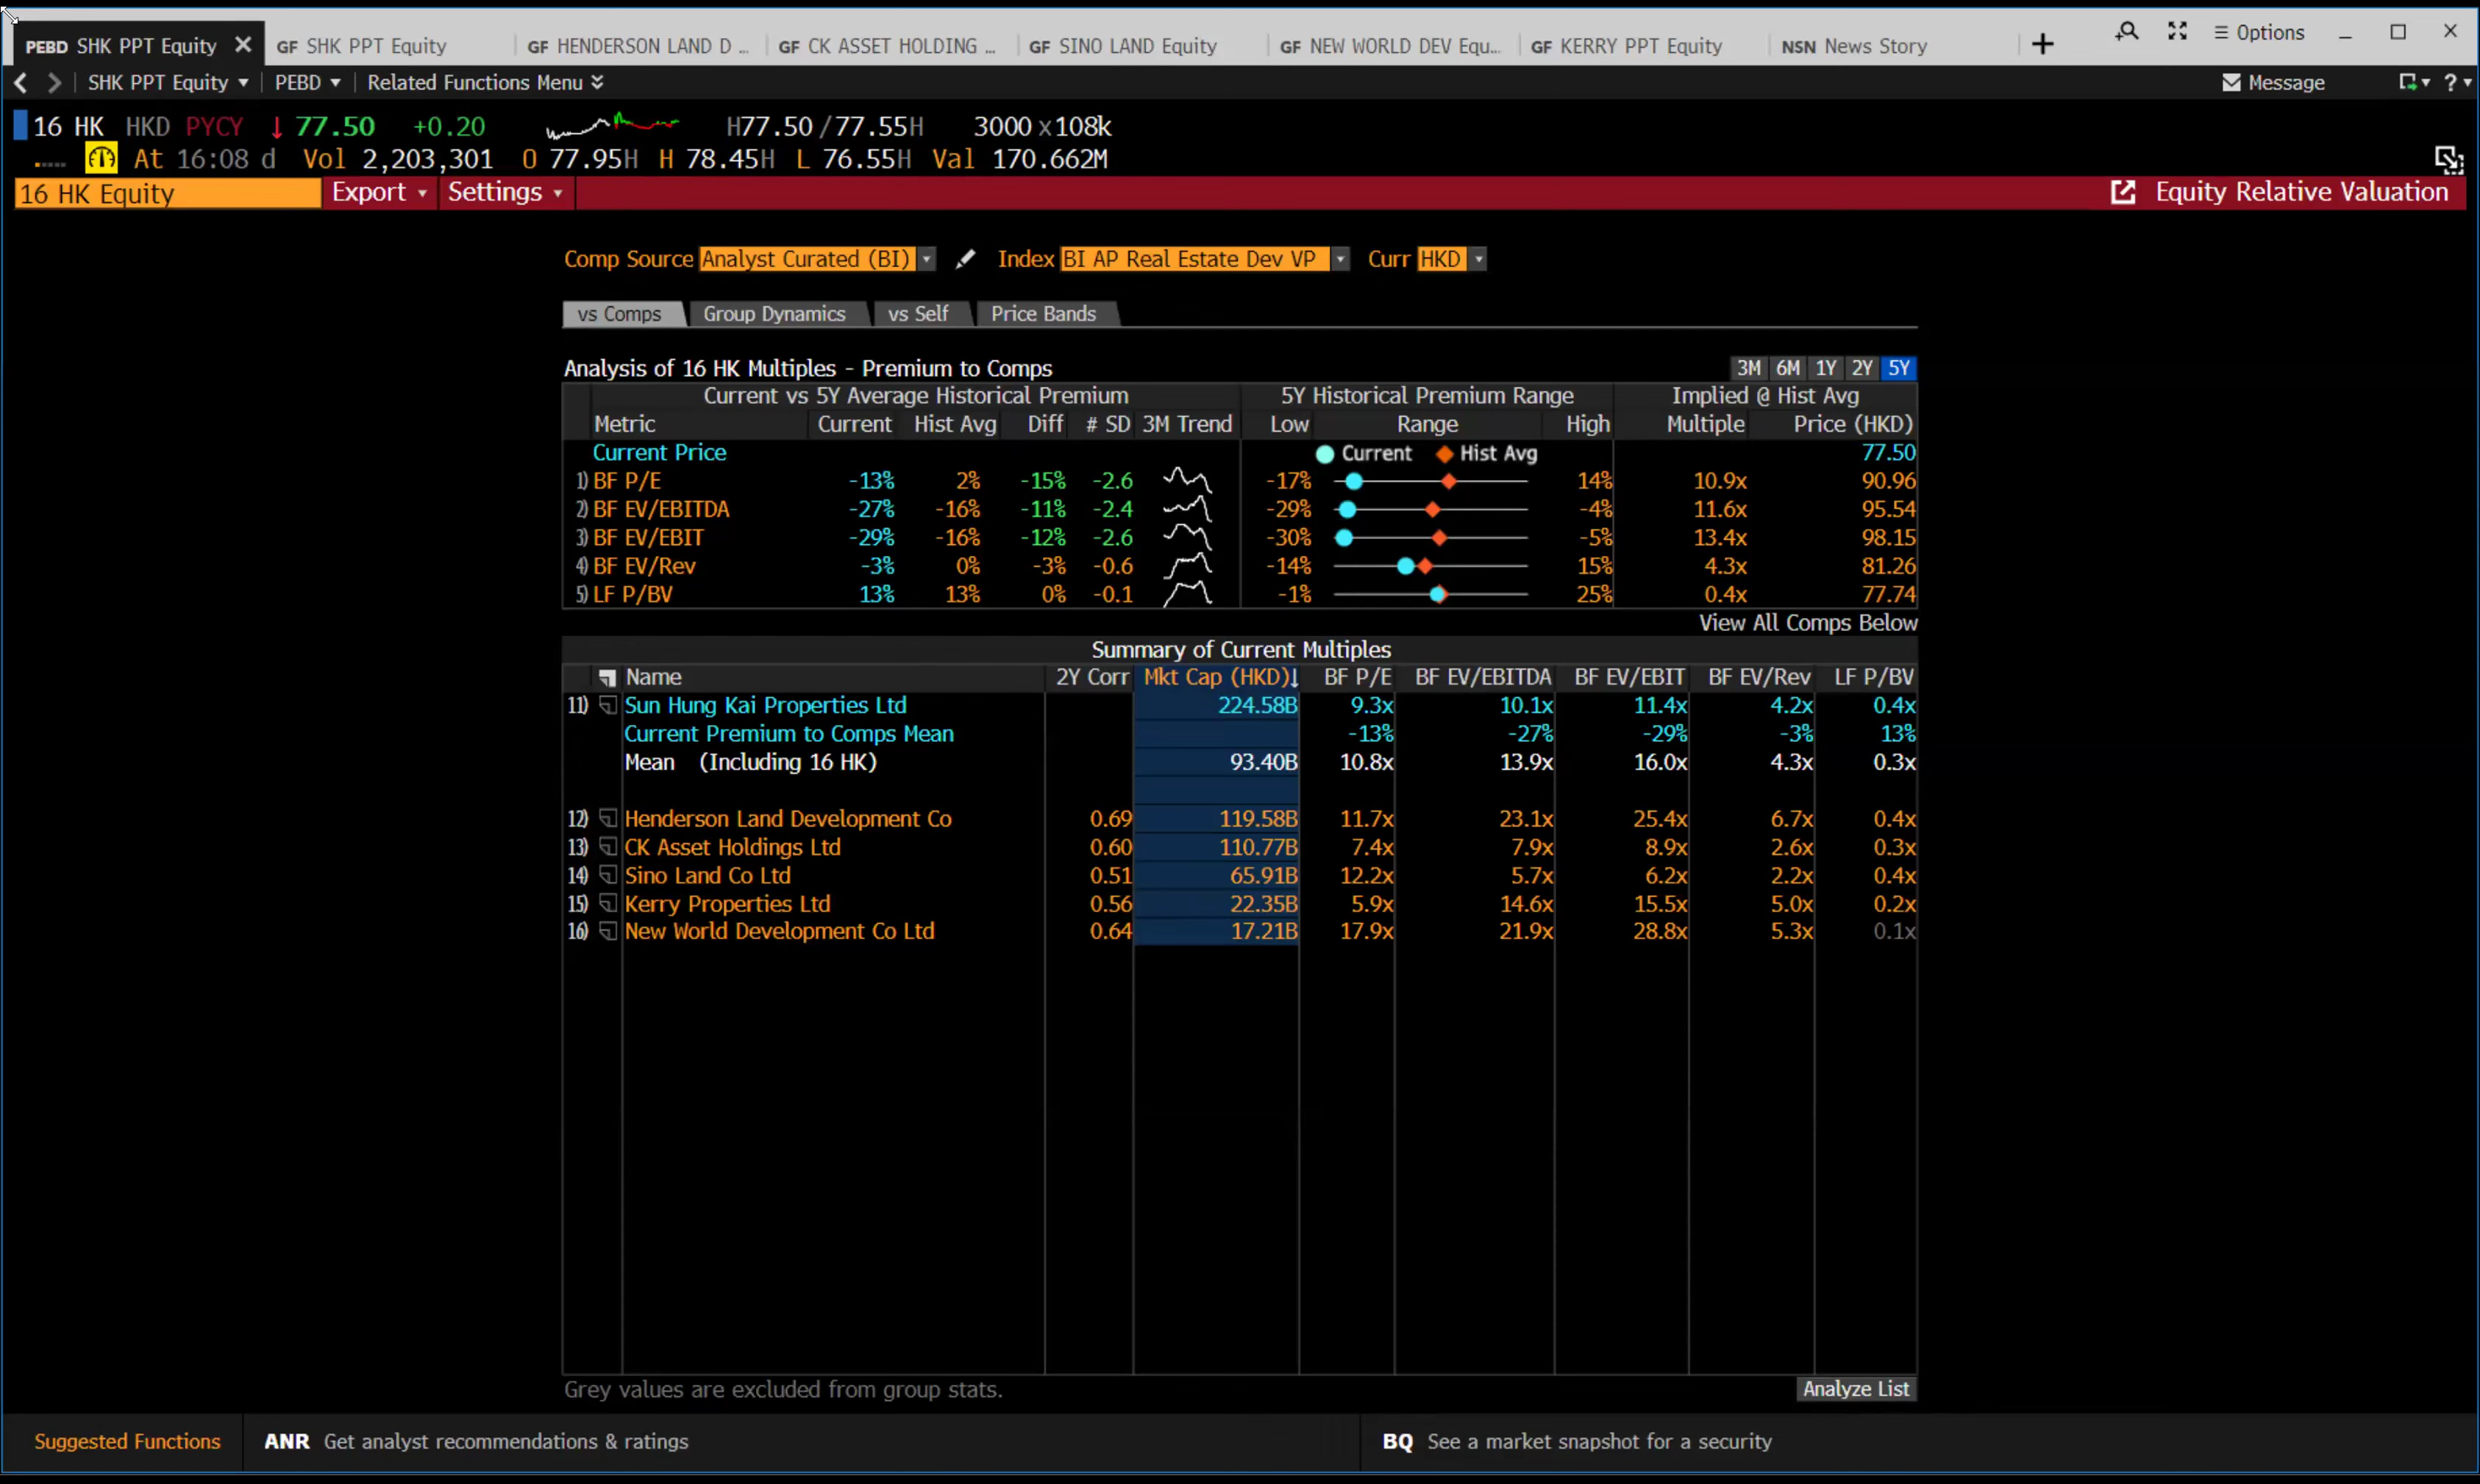 PEBD SHK PPT Equity × GF SHK PPT Equity GF HENDERSON LAND D ... GF CK ASSET HOLDING ... GF SINO LAND Equity GF NEW WORLD DEV Equ... GF KERRY PPT Equity NSN News Story + Options
SHK PPT Equity PEBD Related Functions Menu Message ?
16 HK HKD PYCY ↓ 77.50 +0.20 H77.50 / 77.55H 3000 x 108k
At 16:08 d Vol 2,203,301 O 77.95H H 78.45H L 76.55H Val 170.662M
16 HK Equity Export Settings Equity Relative Valuation
Comp Source Analyst Curated (BI) Index BI AP Real Estate Dev VP Curr HKD
vs Comps Group Dynamics vs Self Price Bands
Analysis of 16 HK Multiples - Premium to Comps 3M 6M 1Y 2Y 5Y
Current vs 5Y Average Historical Premium 5Y Historical Premium Range Implied @ Hist Avg
Metric Current Hist Avg Diff # SD 3M Trend Low Range High Multiple Price (HKD)
Current Price Current Hist Avg 77.50
1) BF P/E -13% 2% -15% -2.6 -17% 14% 10.9x 90.96
2) BF EV/EBITDA -27% -16% -11% -2.4 -29% -4% 11.6x 95.54
3) BF EV/EBIT -29% -16% -12% -2.6 -30% -5% 13.4x 98.15
4) BF EV/Rev -3% 0% -3% -0.6 -14% 15% 4.3x 81.26
5) LF P/BV 13% 13% 0% -0.1 -1% 25% 0.4x 77.74
View All Comps Below
Summary of Current Multiples
Name 2Y Corr Mkt Cap (HKD)↓ BF P/E BF EV/EBITDA BF EV/EBIT BF EV/Rev LF P/BV
11) Sun Hung Kai Properties Ltd 224.58B 9.3x 10.1x 11.4x 4.2x 0.4x
Current Premium to Comps Mean -13% -27% -29% -3% 13%
Mean (Including 16 HK) 93.40B 10.8x 13.9x 16.0x 4.3x 0.3x
12) Henderson Land Development Co 0.69 119.58B 11.7x 23.1x 25.4x 6.7x 0.4x
13) CK Asset Holdings Ltd 0.60 110.77B 7.4x 7.9x 8.9x 2.6x 0.3x
14) Sino Land Co Ltd 0.51 65.91B 12.2x 5.7x 6.2x 2.2x 0.4x
15) Kerry Properties Ltd 0.56 22.35B 5.9x 14.6x 15.5x 5.0x 0.2x
16) New World Development Co Ltd 0.64 17.21B 17.9x 21.9x 28.8x 5.3x 0.1x
Grey values are excluded from group stats. Analyze List
Suggested Functions ANR Get analyst recommendations & ratings BQ See a market snapshot for a security